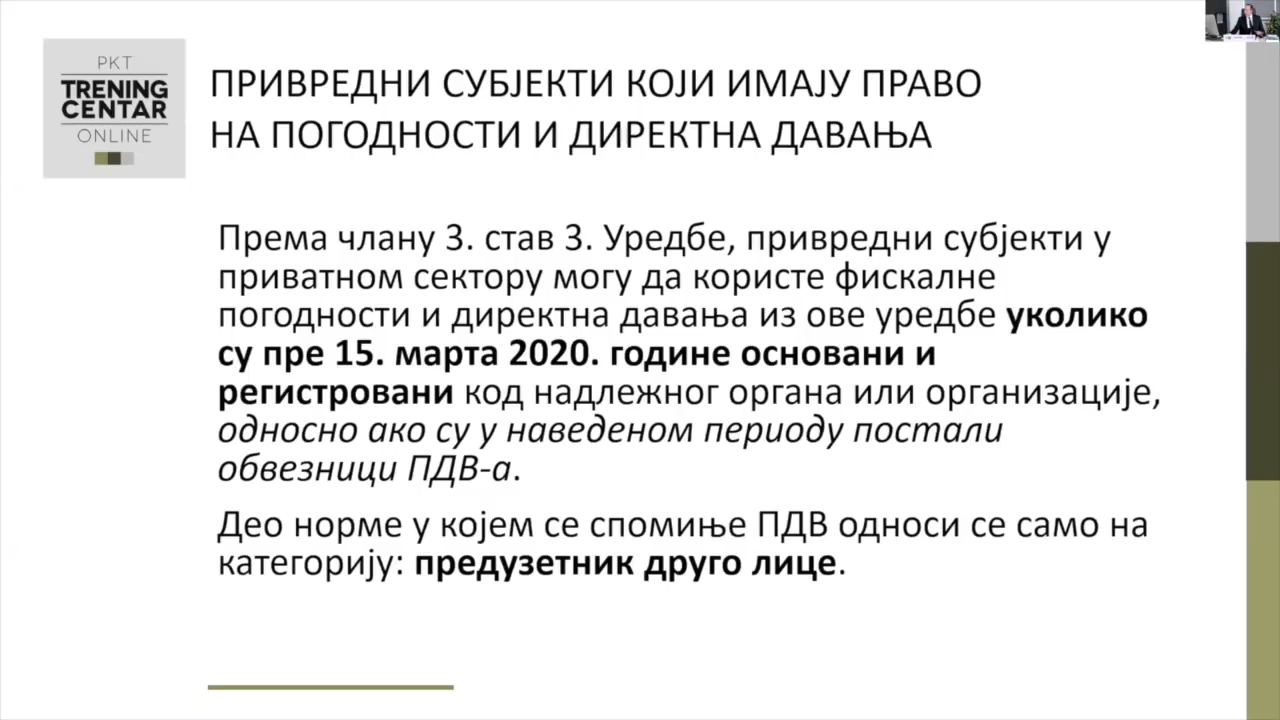 PKT
TRENING
CENTAR
ONLINE
ПРИВРЕДНИ СУБЈЕКТИ КОЈИ ИМАЈУ ПРАВО
НА ПОГОДНОСТИ И ДИРЕКТНА ДАВАЊА
Према члану 3. став 3. Уредбе, привредни субјекти у
приватном сектору могу да користе фискалне
погодности и директна давања из ове уредбе уколико
су пре 15. марта 2020. године основани и
регистровани код надлежног органа или организације,
односно ако су у наведеном периоду постали
обвезници ПДВ-а.
Део норме у којем се спомиње ПДВ односи се само на
категорију: предузетник друго лице.